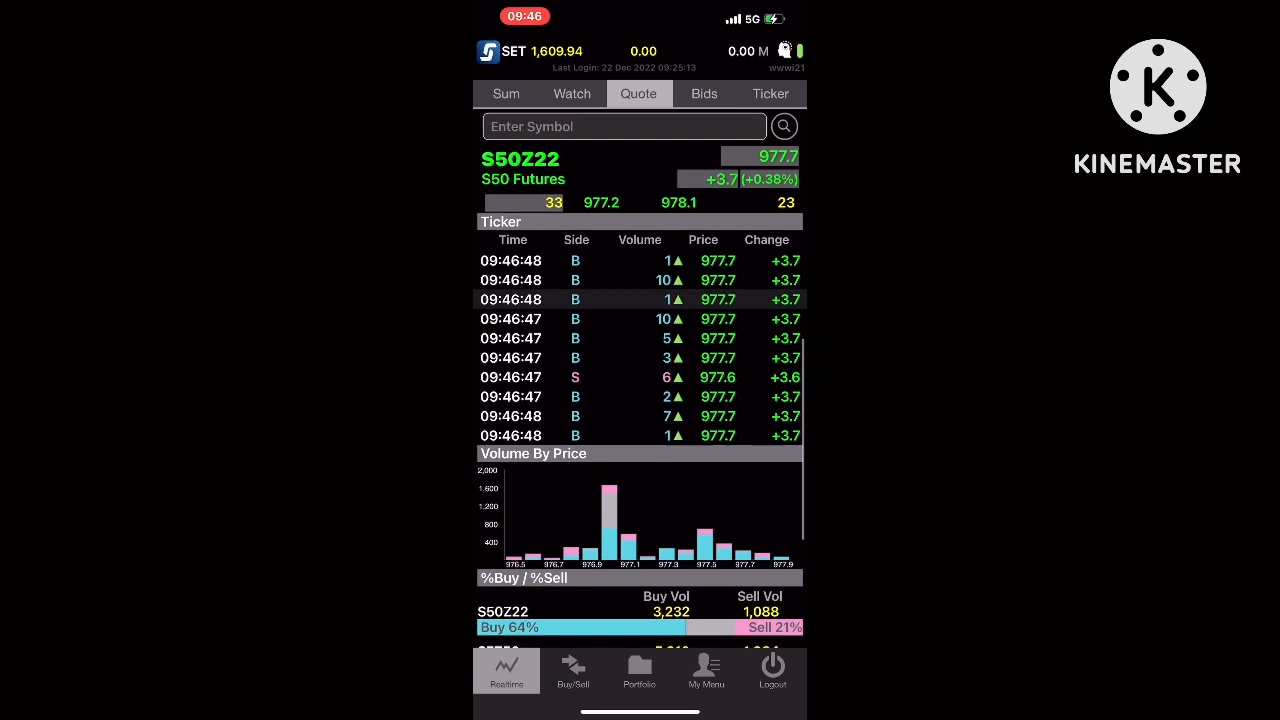 09:46
5G
SET 1,609.94 0.00 0.00 M
Last Login: 22 Dec 2022 09:25:13 wwwi21
Sum Watch Quote Bids Ticker
Enter Symbol
S50Z22 977.7
S50 Futures +3.7 (+0.38%)
33 977.2 978.1 23
Ticker
Time Side Volume Price Change
09:46:48 B 1▲ 977.7 +3.7
09:46:48 B 10▲ 977.7 +3.7
09:46:48 B 1▲ 977.7 +3.7
09:46:47 B 10▲ 977.7 +3.7
09:46:47 B 5▲ 977.7 +3.7
09:46:47 B 3▲ 977.7 +3.7
09:46:47 S 6▲ 977.6 +3.6
09:46:47 B 2▲ 977.7 +3.7
09:46:48 B 7▲ 977.7 +3.7
09:46:48 B 1▲ 977.7 +3.7
Volume By Price
2,000
1,600
1,200
800
400
976.5 976.7 976.9 977.1 977.3 977.5 977.7 977.9
%Buy / %Sell
Buy Vol Sell Vol
S50Z22 3,232 1,088
Buy 64% Sell 21%
Realtime Buy/Sell Portfolio My Menu Logout
K
KINEMASTER